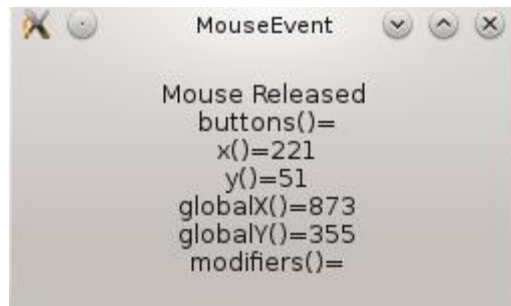 MouseEvent
Mouse Released
buttons()=
x()=221
y()=51
globalX()=873
globalY()=355
modifiers()=